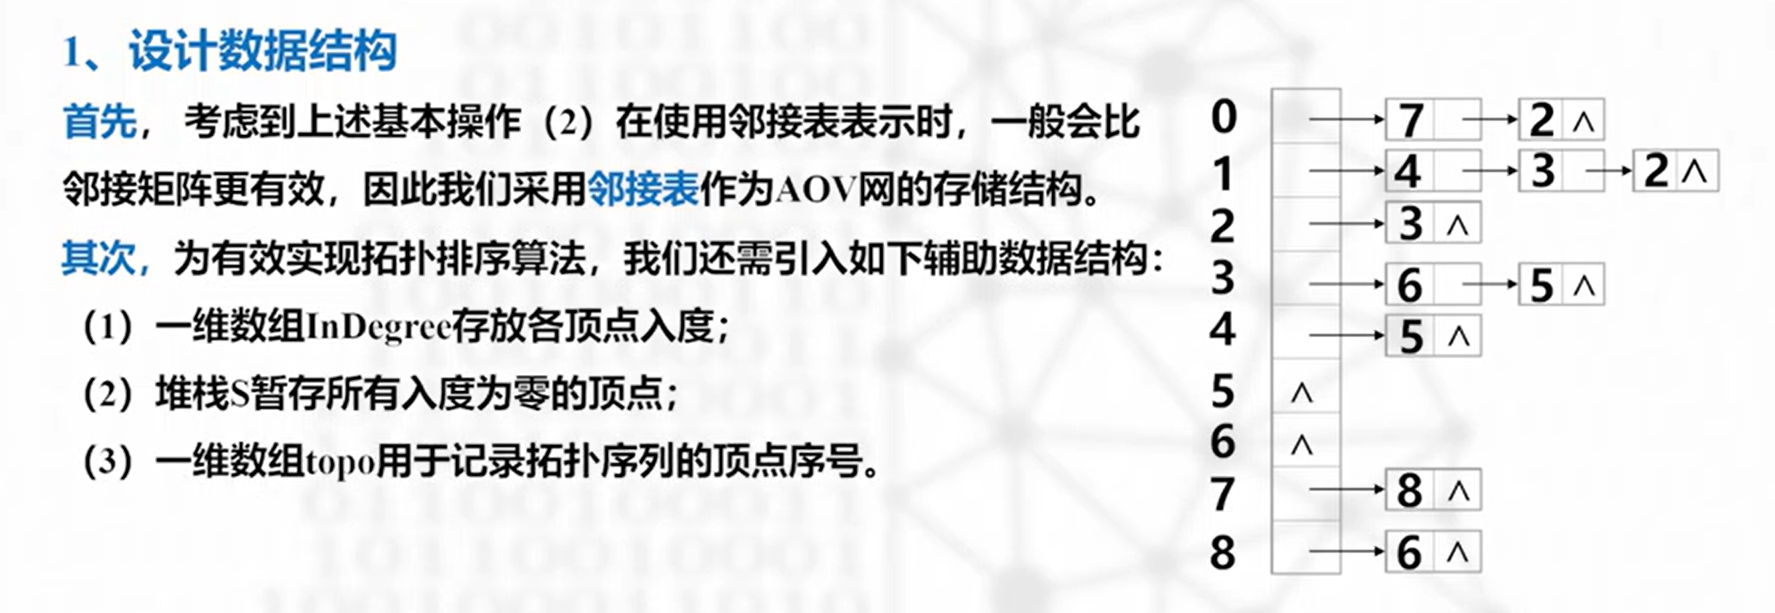 1、设计数据结构
首先，考虑到上述基本操作（2）在使用邻接表表示时，一般会比
邻接矩阵更有效，因此我们采用邻接表作为AOV网的存储结构。
其次，为有效实现拓扑排序算法，我们还需引入如下辅助数据结构：
（1）一维数组InDegree存放各顶点入度；
（2）堆栈S暂存所有入度为零的顶点；
（3）一维数组topo用于记录拓扑序列的顶点序号。
0 7 2 ∧
1 4 3 2 ∧
2 3 ∧
3 6 5 ∧
4 5 ∧
5 ∧
6 ∧
7 8 ∧
8 6 ∧